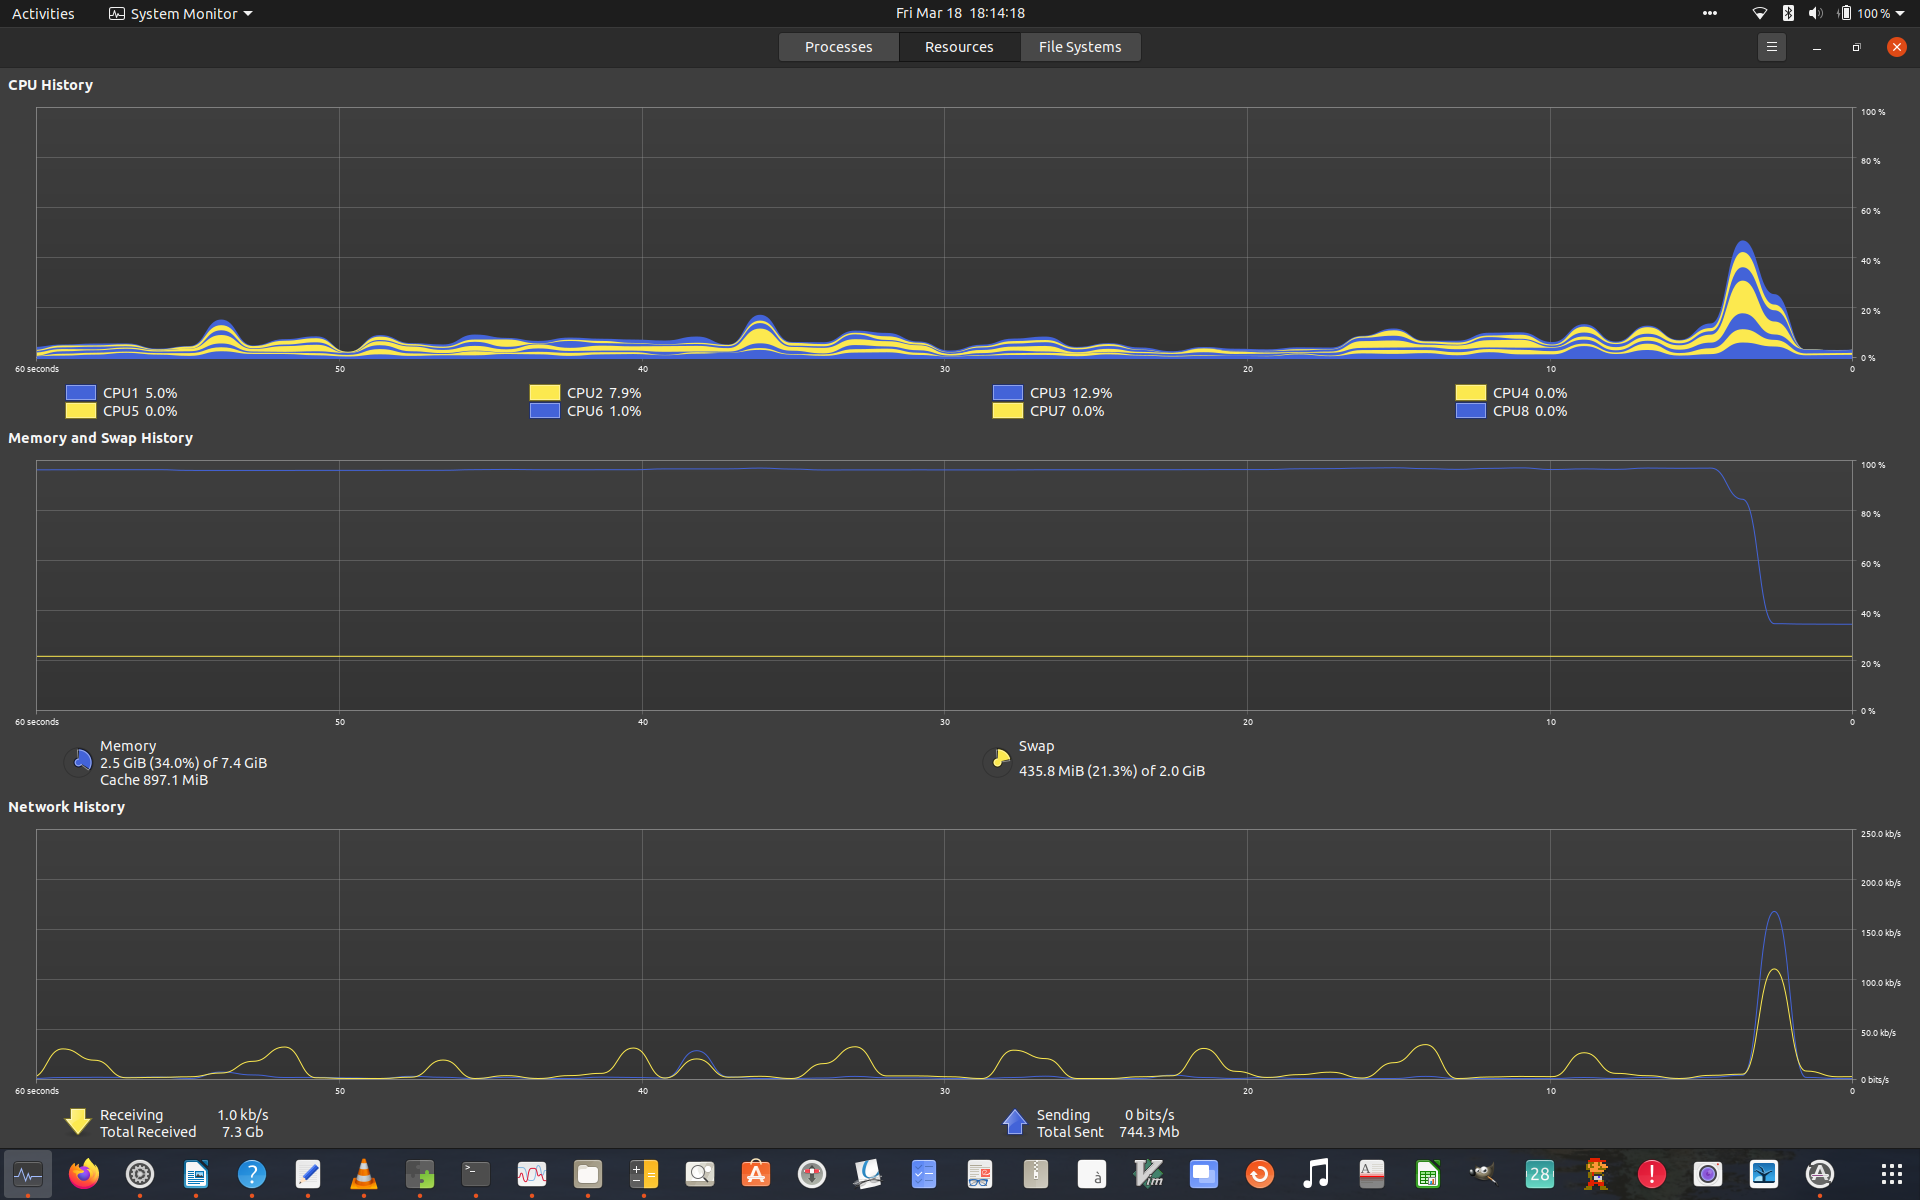 Activities System Monitor Fri Mar 18 18:14:18 100 %
Processes Resources File Systems
CPU History
100 %
80 %
60 %
40 %
20 %
0 %
60 seconds 50 40 30 20 10 0
CPU1 5.0% CPU2 7.9% CPU3 12.9% CPU4 0.0%
CPU5 0.0% CPU6 1.0% CPU7 0.0% CPU8 0.0%
Memory and Swap History
100 %
80 %
60 %
40 %
20 %
0 %
60 seconds 50 40 30 20 10 0
Memory
2.5 GiB (34.0%) of 7.4 GiB
Cache 897.1 MiB
Swap
435.8 MiB (21.3%) of 2.0 GiB
Network History
250.0 kb/s
200.0 kb/s
150.0 kb/s
100.0 kb/s
50.0 kb/s
0 bits/s
60 seconds 50 40 30 20 10 0
Receiving 1.0 kb/s
Total Received 7.3 Gb
Sending 0 bits/s
Total Sent 744.3 Mb
? >_ à Vim A 28 !